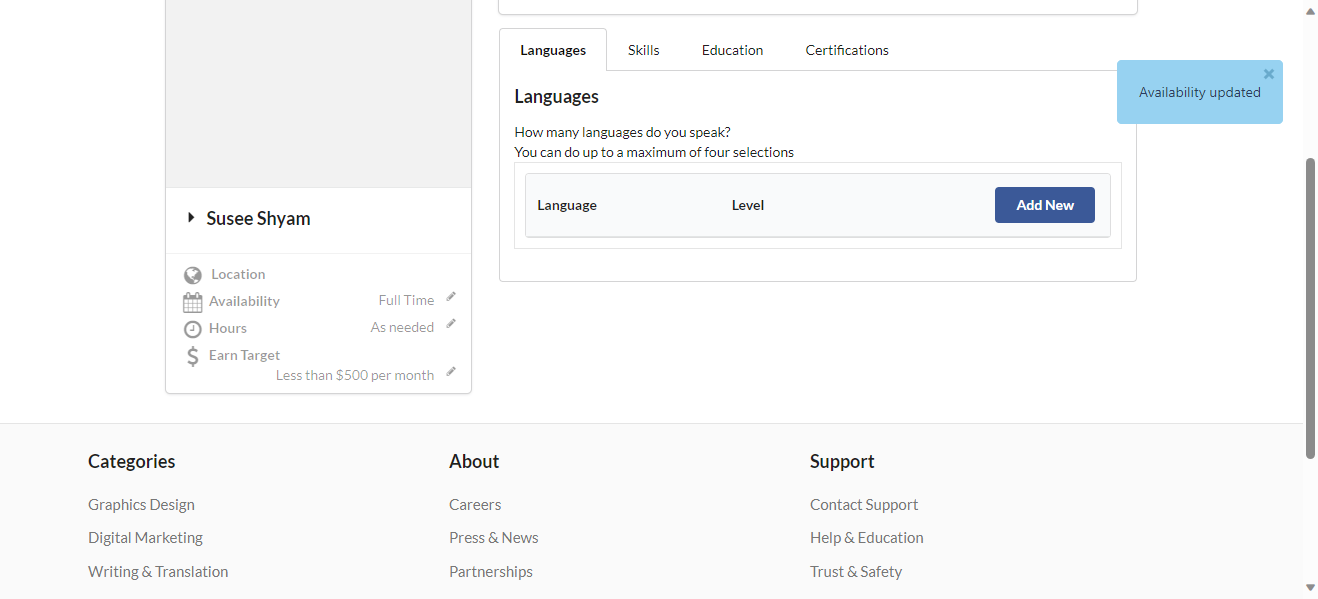 Languages Skills Education Certifications
Availability updated
Languages
How many languages do you speak?
You can do up to a maximum of four selections
Language Level Add New
Susee Shyam
Location
Availability Full Time
Hours As needed
Earn Target
Less than $500 per month
Categories About Support
Graphics Design Careers Contact Support
Digital Marketing Press & News Help & Education
Writing & Translation Partnerships Trust & Safety